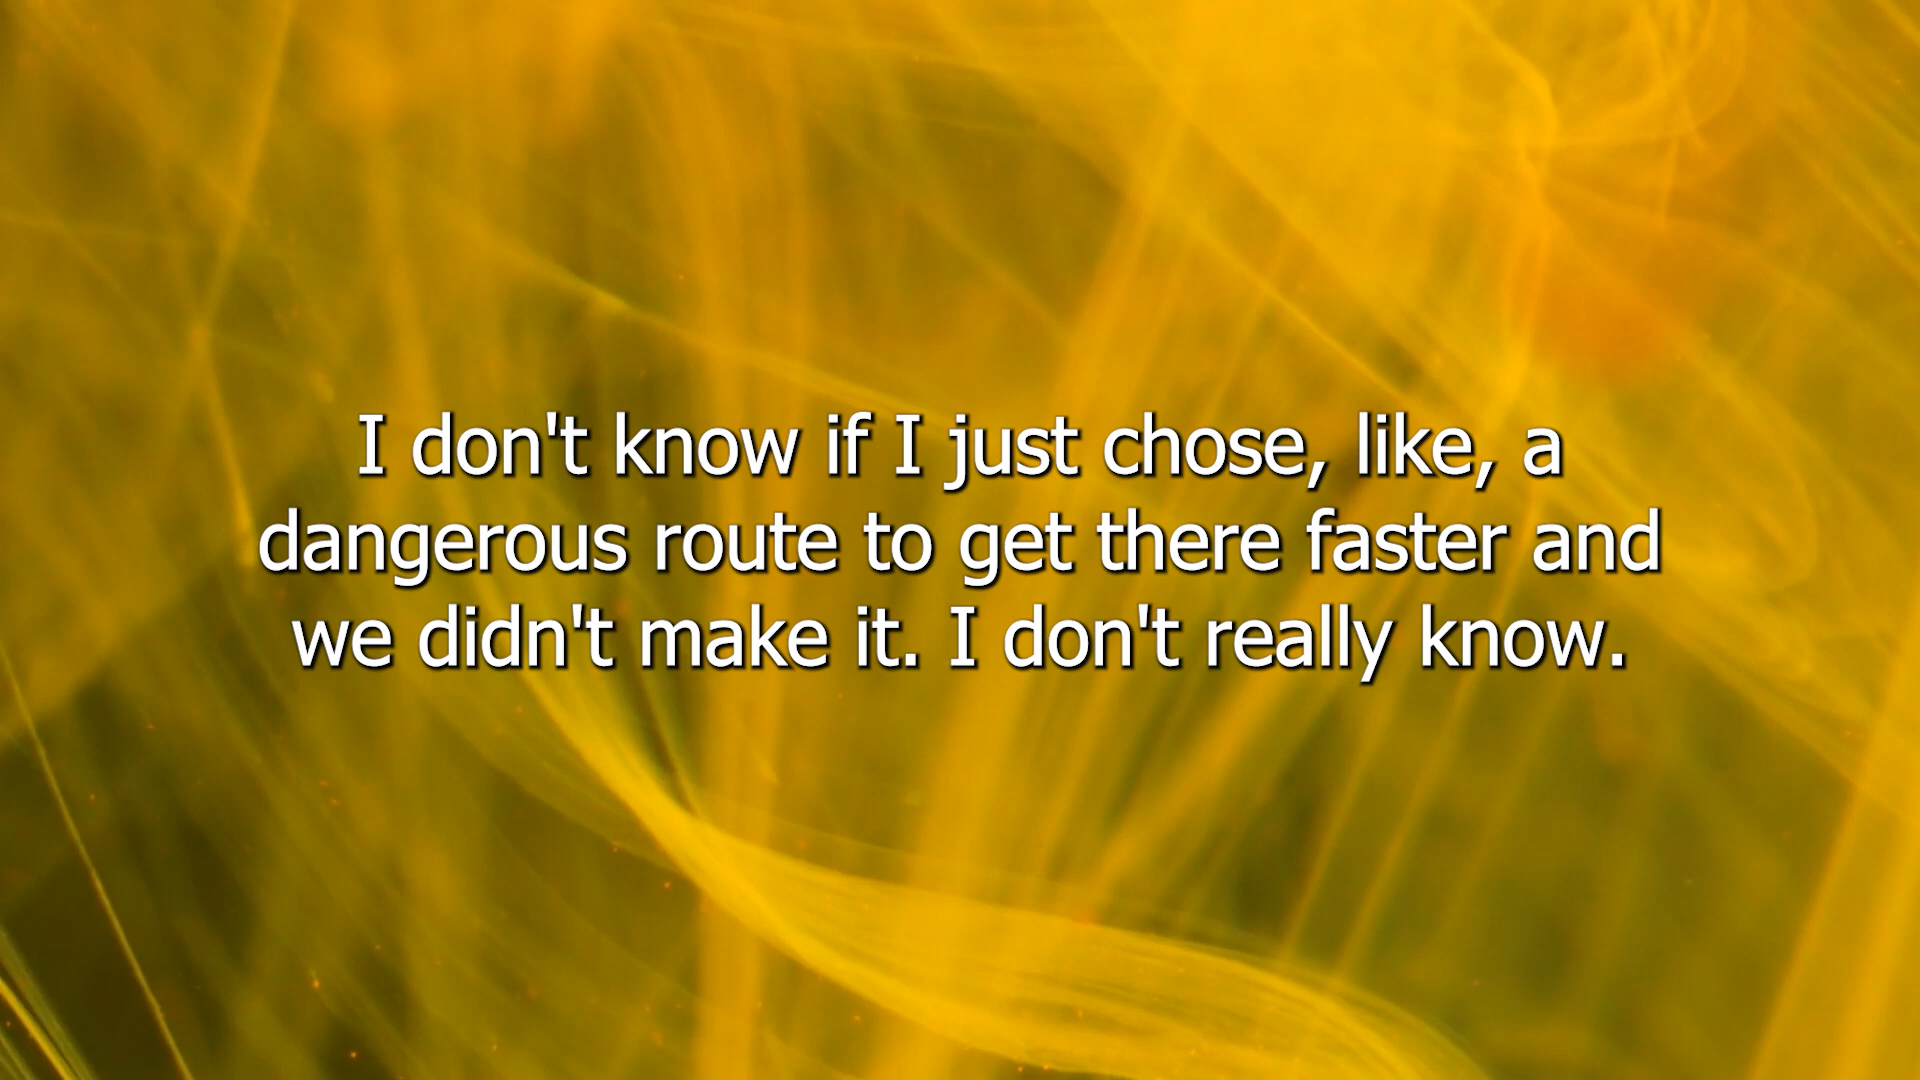 I don't know if I just chose, like, a
dangerous route to get there faster and
we didn't make it. I don't really know.